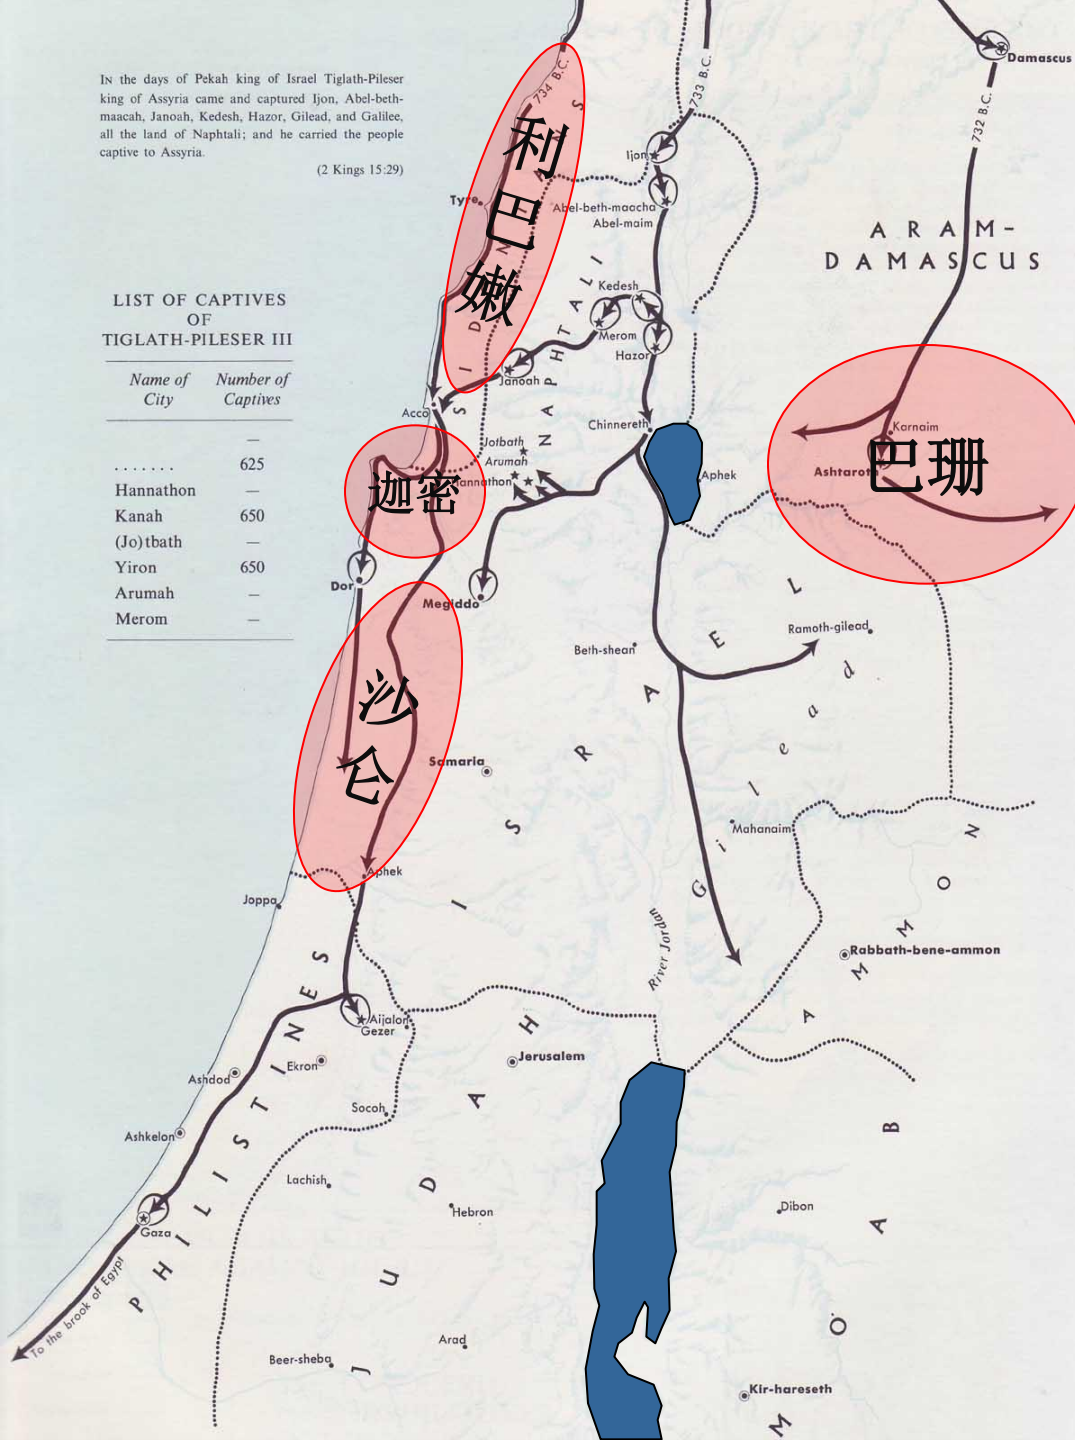 IN the days of Pekah king of Israel Tiglath-Pileser
king of Assyria came and captured Ijon, Abel-beth-
maacah, Janoah, Kedesh, Hazor, Gilead, and Galilee,
all the land of Naphtali; and he carried the people
captive to Assyria.
(2 Kings 15:29)
LIST OF CAPTIVES
OF
TIGLATH-PILESER III
Name of City
Number of Captives
—
....... 625
Hannathon —
Kanah 650
(Jo)tbath —
Yiron 650
Arumah —
Merom —
734 B.C.
733 B.C.
732 B.C.
Damascus
ARAM-
DAMASCUS
利巴嫩
Tyre
SIDONIANS
Ijon
Abel-beth-maacha
Abel-maim
NAPHTALI
Kedesh
Merom
Hazor
Janoah
Acco
Chinnereth
Jotbath
Arumah
Hannathon
Aphek
Karnaim
Ashtaroth
巴珊
迦密
Dor
Megiddo
Beth-shean
Ramoth-gilead
ISRAEL
Gilead
沙仑
Samaria
Mahanaim
Aphek
Joppa
River Jordan
Rabbath-bene-ammon
AMMON
PHILISTINES
Aijalon
Gezer
Ekron
Jerusalem
Ashdod
Socoh
Ashkelon
JUDAH
Lachish
Hebron
Dibon
MOAB
Gaza
To the brook of Egypt
Arad
Beer-sheba
Kir-hareseth